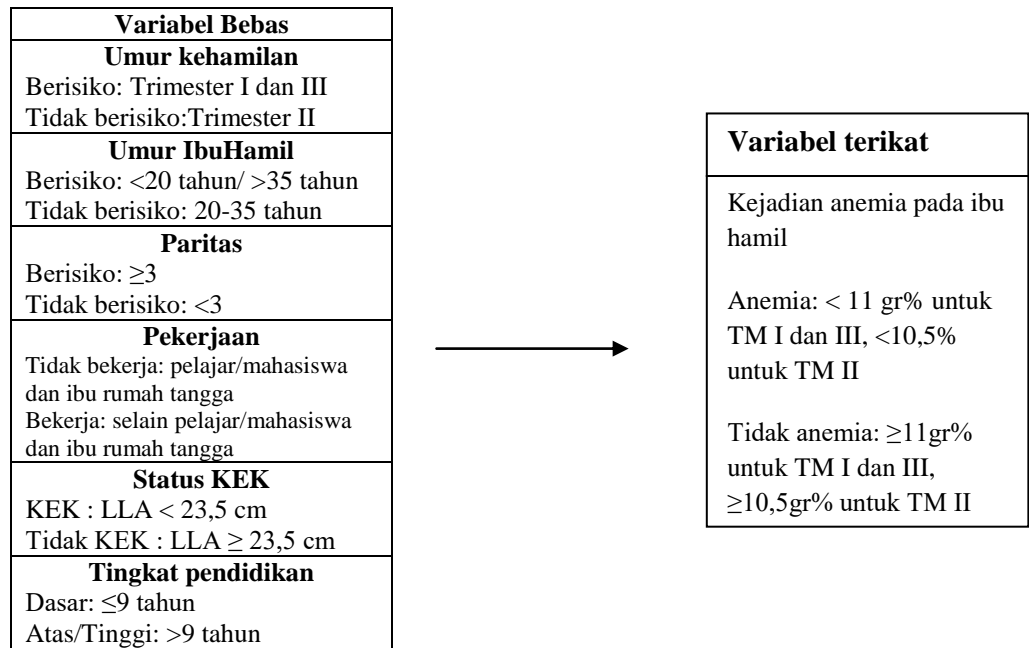 Variabel Bebas
Umur kehamilan
Berisiko: Trimester I dan III
Tidak berisiko:Trimester II
Umur IbuHamil
Berisiko: <20 tahun/ >35 tahun
Tidak berisiko: 20-35 tahun
Paritas
Berisiko: ≥3
Tidak berisiko: <3
Pekerjaan
Tidak bekerja: pelajar/mahasiswa
dan ibu rumah tangga
Bekerja: selain pelajar/mahasiswa
dan ibu rumah tangga
Status KEK
KEK : LLA < 23,5 cm
Tidak KEK : LLA ≥ 23,5 cm
Tingkat pendidikan
Dasar: ≤9 tahun
Atas/Tinggi: >9 tahun
Variabel terikat
Kejadian anemia pada ibu
hamil
Anemia: < 11 gr% untuk
TM I dan III, <10,5%
untuk TM II
Tidak anemia: ≥11gr%
untuk TM I dan III,
≥10,5gr% untuk TM II